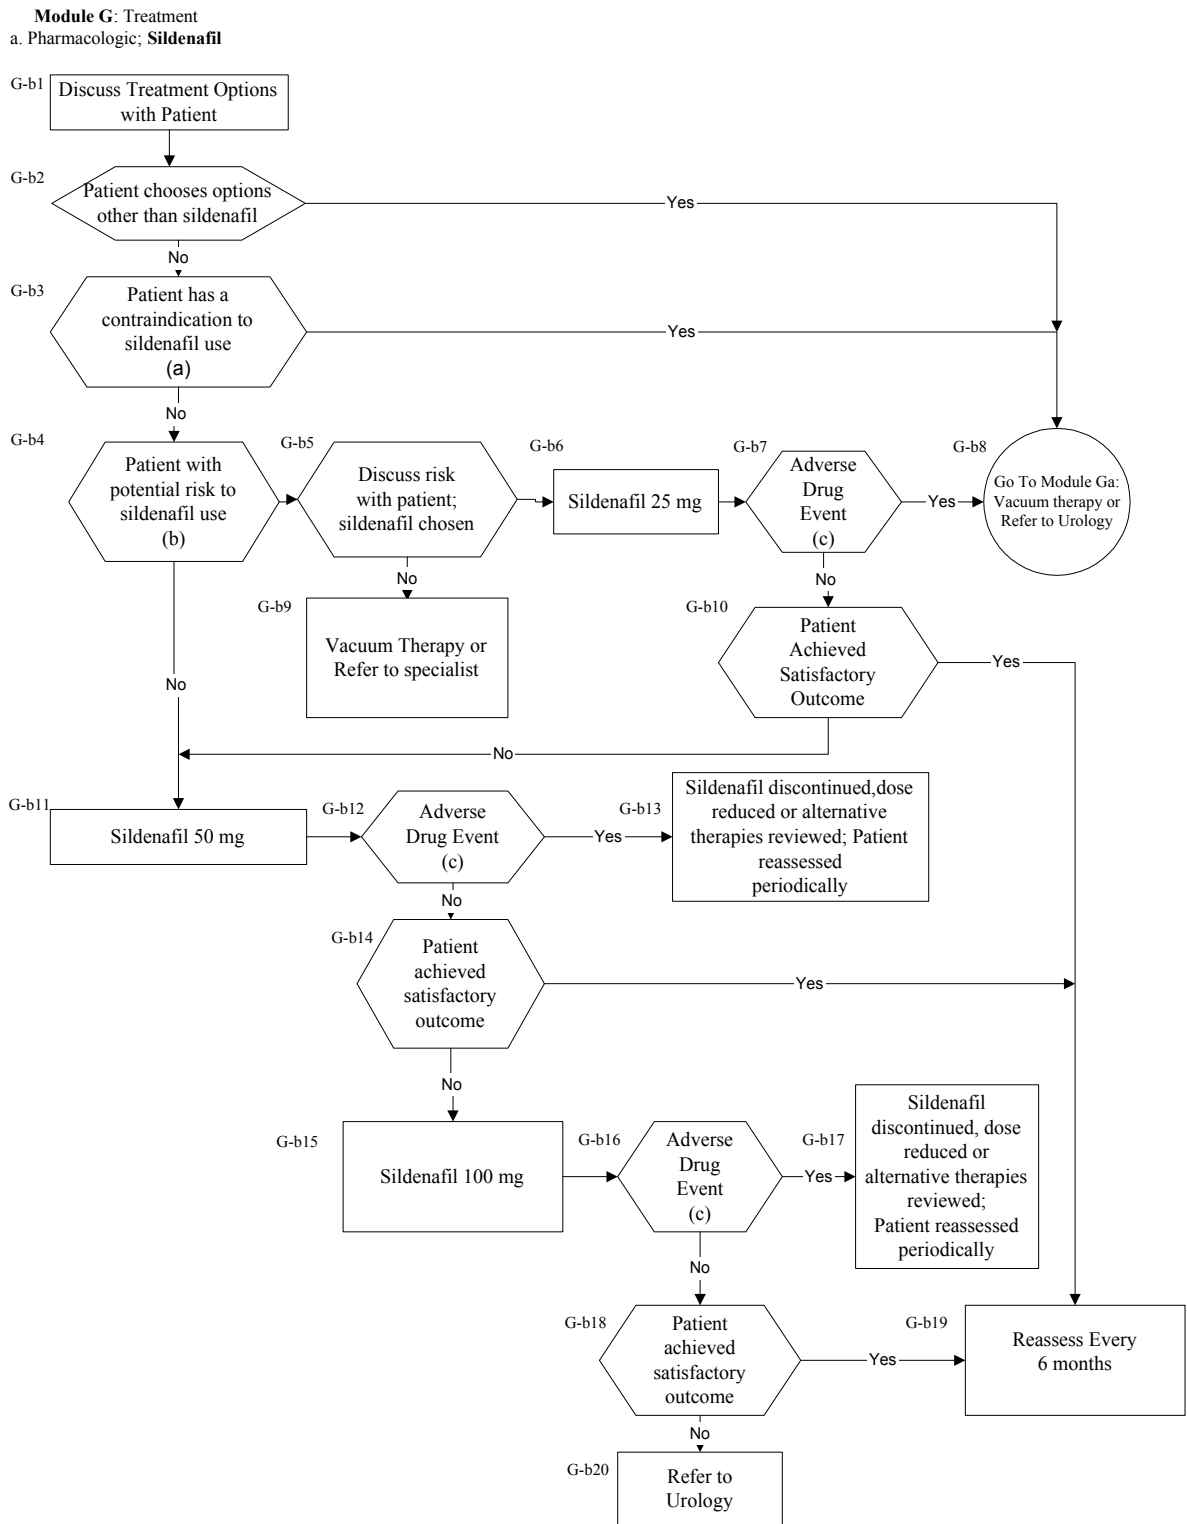 Module G: Treatment
a. Pharmacologic; Sildenafil
G-b1
Discuss Treatment Options
with Patient
G-b2
Patient chooses options
other than sildenafil
Yes
No
G-b3
Patient has a
contraindication to
sildenafil use
(a)
Yes
No
G-b4
Patient with
potential risk to
sildenafil use
(b)
G-b5
Discuss risk
with patient;
sildenafil chosen
G-b6
Sildenafil 25 mg
G-b7
Adverse
Drug
Event
(c)
Yes
G-b8
Go To Module Ga:
Vacuum therapy or
Refer to Urology
No
No
G-b9
Vacuum Therapy or
Refer to specialist
G-b10
Patient
Achieved
Satisfactory
Outcome
Yes
No
No
G-b11
Sildenafil 50 mg
G-b12
Adverse
Drug Event
(c)
Yes
G-b13
Sildenafil discontinued,dose
reduced or alternative
therapies reviewed; Patient
reassessed
periodically
No
G-b14
Patient
achieved
satisfactory
outcome
Yes
No
G-b15
Sildenafil 100 mg
G-b16
Adverse
Drug
Event
(c)
Yes
G-b17
Sildenafil
discontinued, dose
reduced or
alternative therapies
reviewed;
Patient reassessed
periodically
No
G-b18
Patient
achieved
satisfactory
outcome
Yes
G-b19
Reassess Every
6 months
No
G-b20
Refer to
Urology